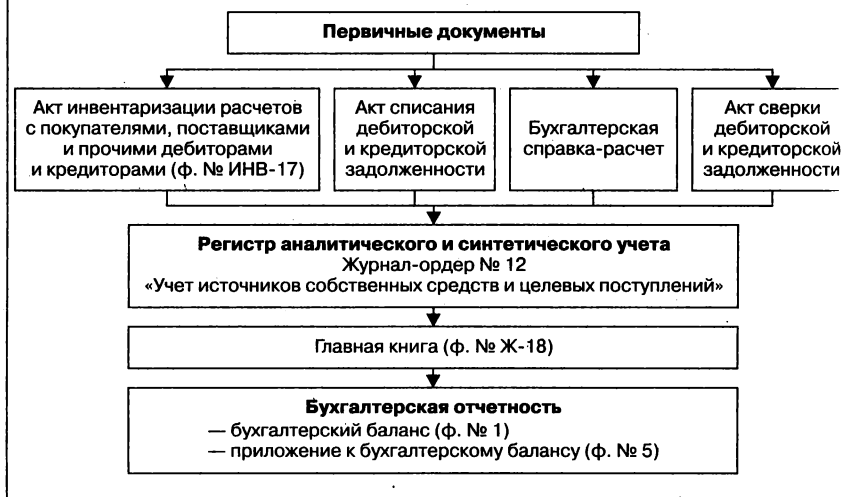 Первичные документы
Акт инвентаризации расчетов
с покупателями, поставщиками
и прочими дебиторами
и кредиторами (ф. № ИНВ-17)
Акт списания
дебиторской
и кредиторской
задолженности
Бухгалтерская
справка-расчет
Акт сверки
дебиторской
и кредиторской
задолженности
Регистр аналитического и синтетического учета
Журнал-ордер № 12
«Учет источников собственных средств и целевых поступлений»
Главная книга (ф. № Ж-18)
Бухгалтерская отчетность
— бухгалтерский баланс (ф. № 1)
— приложение к бухгалтерскому балансу (ф. № 5)